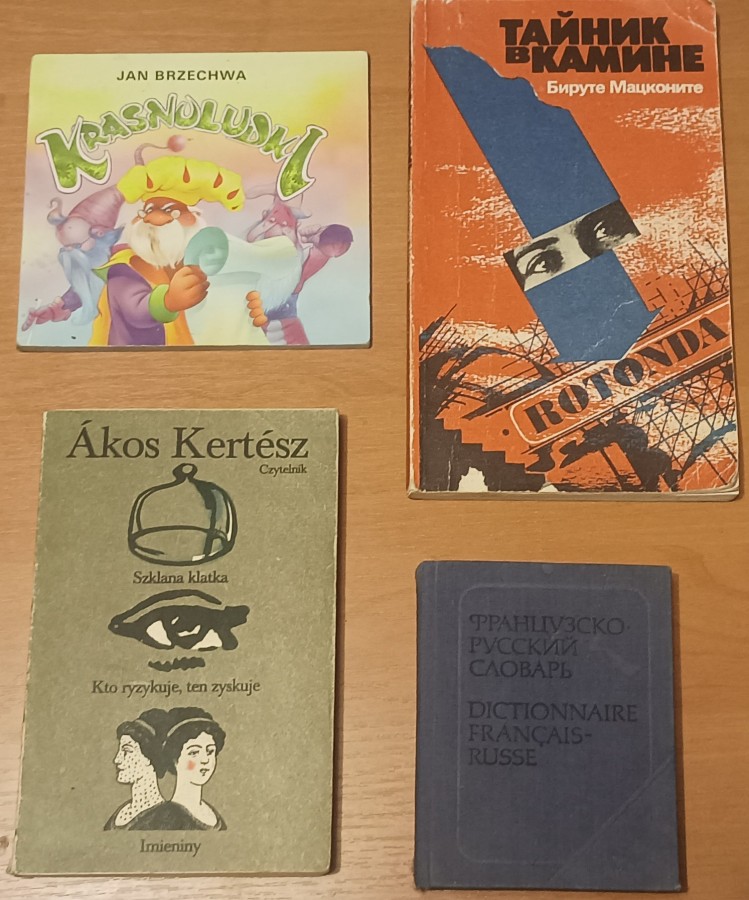 JAN BRZECHWA
KRASNOLUDKI
ТАЙНИК
В КАМИНЕ
Бируте Мацконите
ROTONDA
Ákos Kertész
Czytelnik
Szklana klatka
Kto ryzykuje, ten zyskuje
Imieniny
ФРАНЦУЗСКО-
РУССКИЙ
СЛОВАРЬ
DICTIONNAIRE
FRANÇAIS-
RUSSE